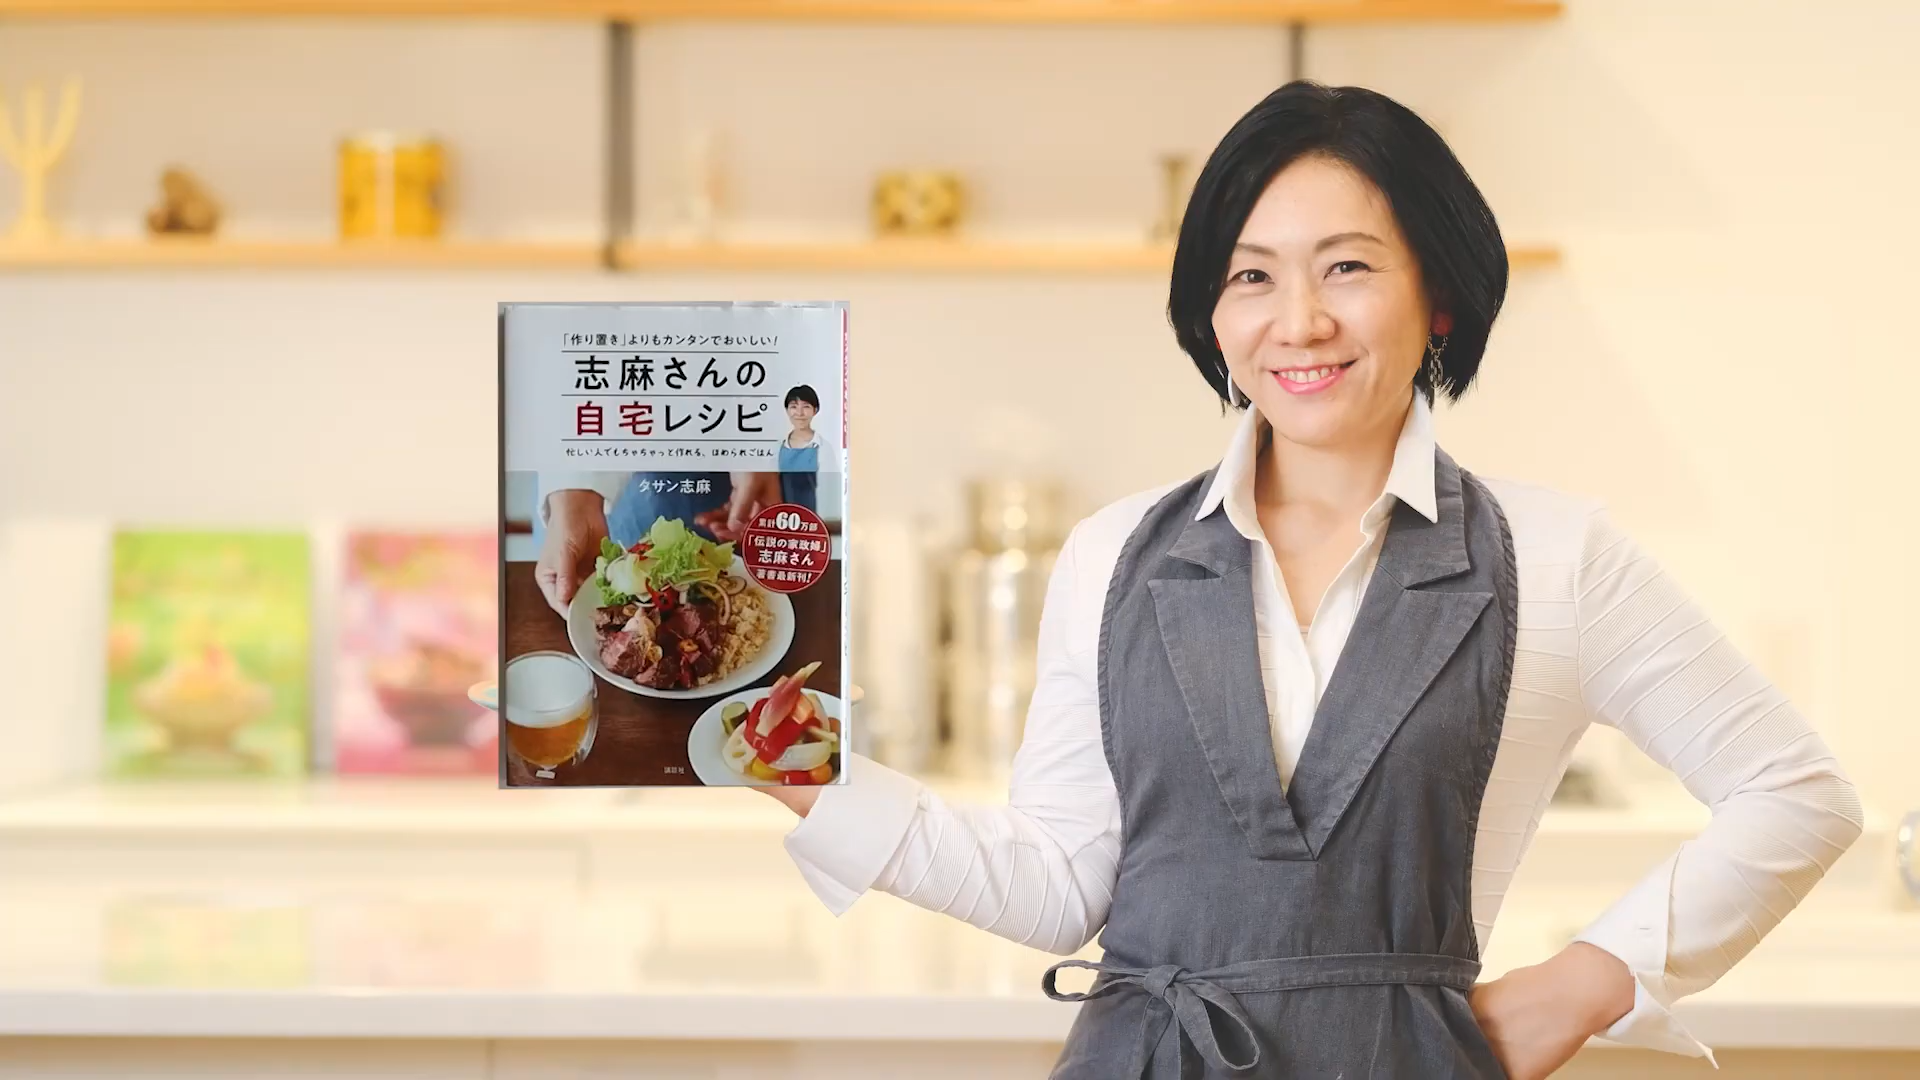 「作り置き」よりもカンタンでおいしい!
志麻さんの
自宅レシピ
忙しい人でもちゃちゃっと作れる、ほめられごはん
タサン志麻
累計60万部
「伝説の家政婦」
志麻さん
著書最新刊!
講談社